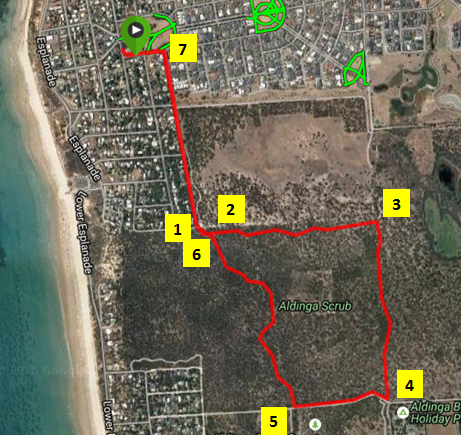 Esplanade
7
Esplanade
Lower Esplanade
2
3
1
6
Aldinga Scrub
4
Aldinga B
Holiday P
5
Lower